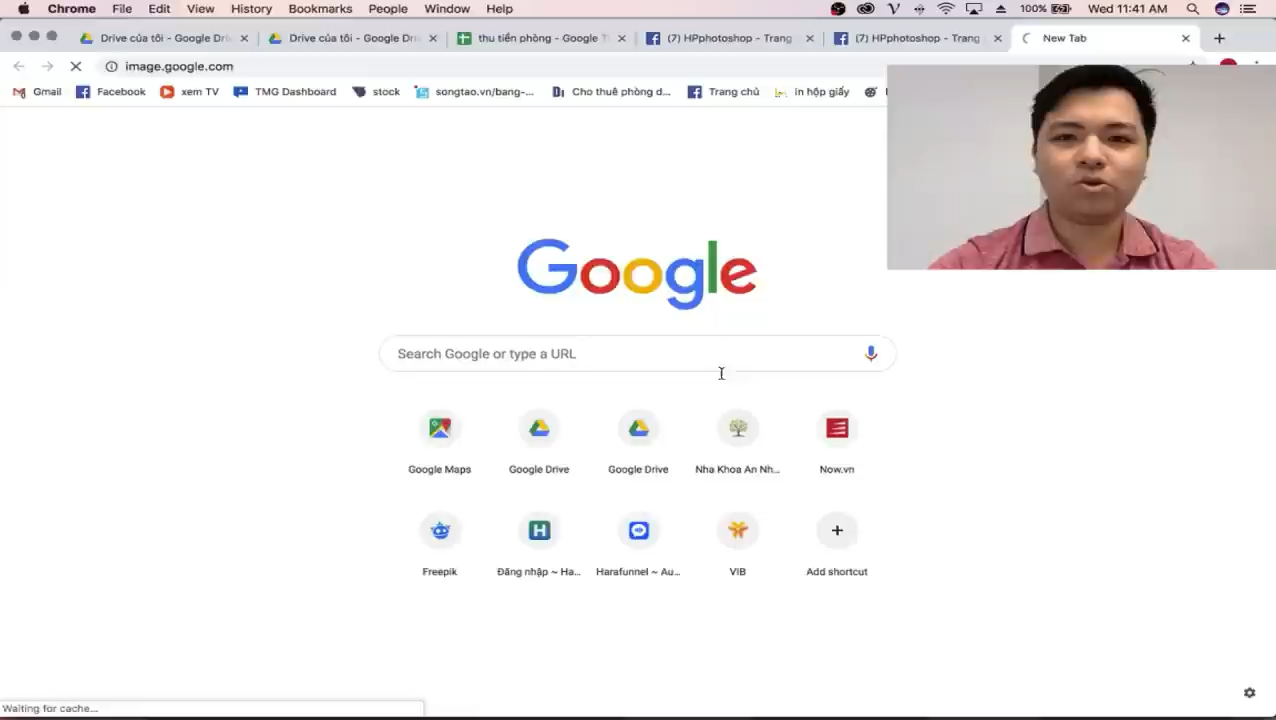 Chrome File Edit View History Bookmarks People Window Help 100% Wed 11:41 AM
Drive của tôi - Google Dri Drive của tôi - Google Dri thu tiền phòng - Google T (7) HPphotoshop - Trang (7) HPphotoshop - Trang New Tab
image.google.com
Gmail Facebook xem TV TMG Dashboard stock songtao.vn/bang-... Cho thuê phòng d... Trang chủ in hộp giấy
Google
Search Google or type a URL
Google Maps Google Drive Google Drive Nha Khoa An Nh... Now.vn
Freepik Đăng nhập ~ Ha... Harafunnel ~ Au... VIB Add shortcut
Waiting for cache...